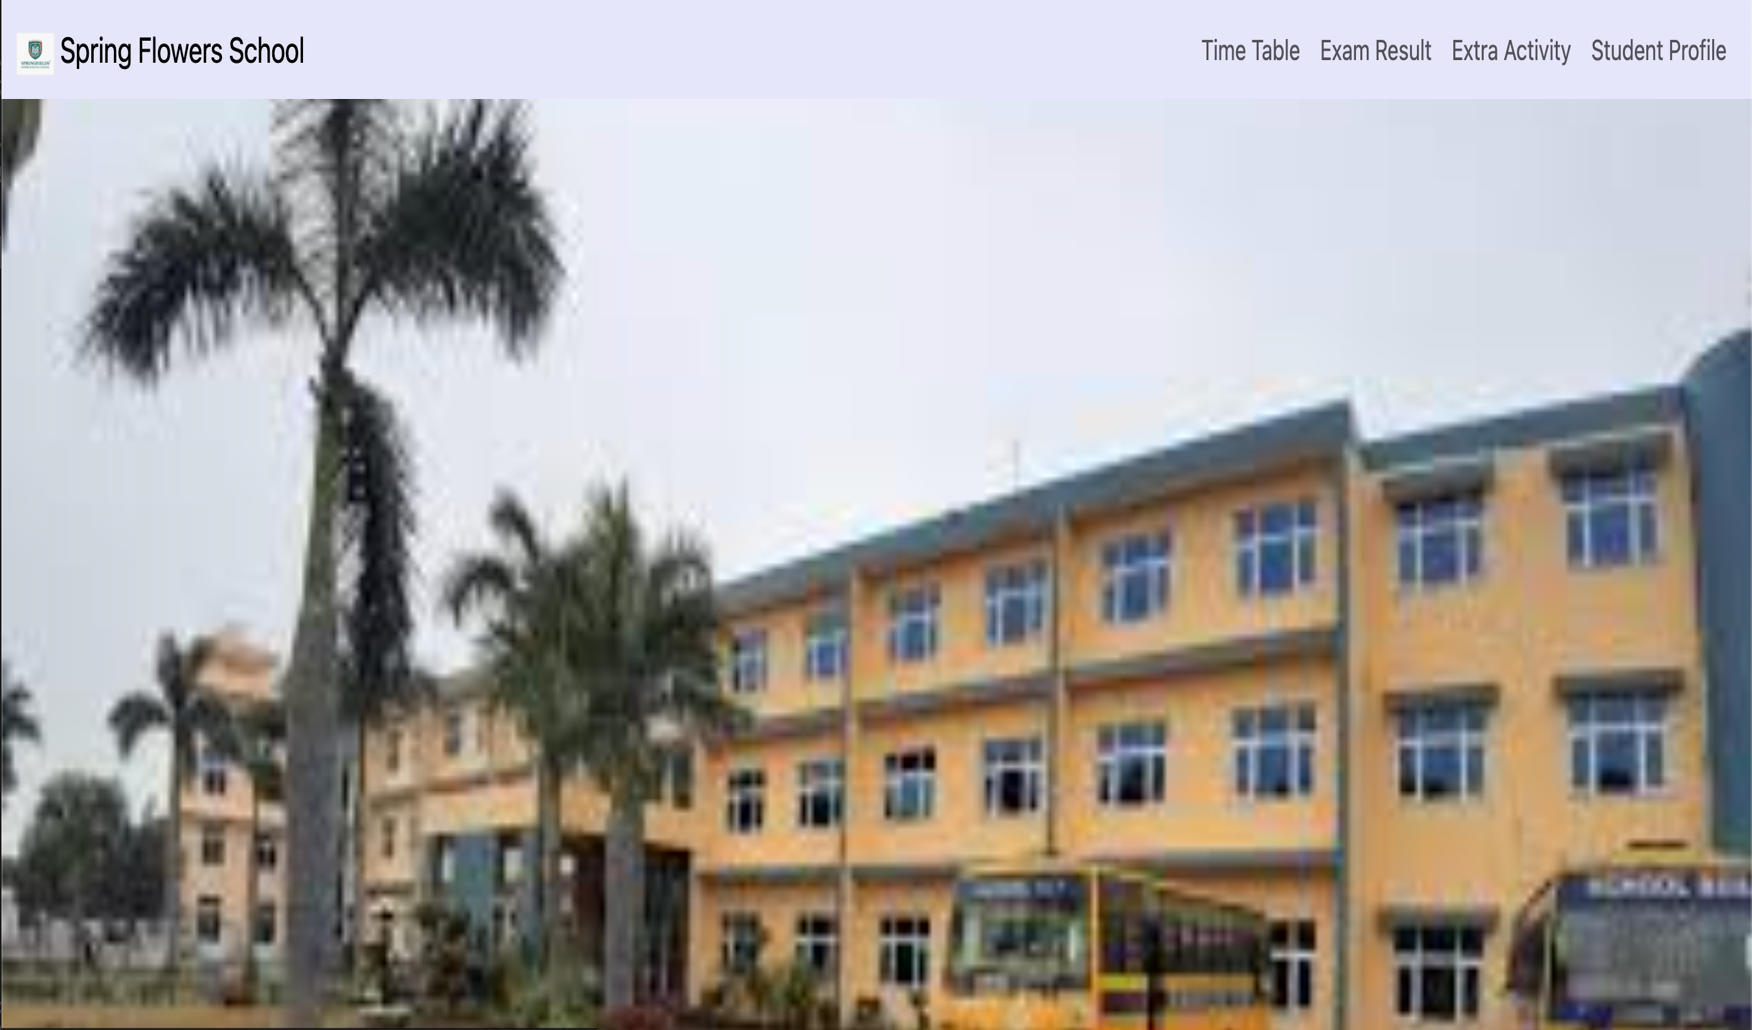 Spring Flowers School
Time Table Exam Result Extra Activity Student Profile
SCHOOL BUS